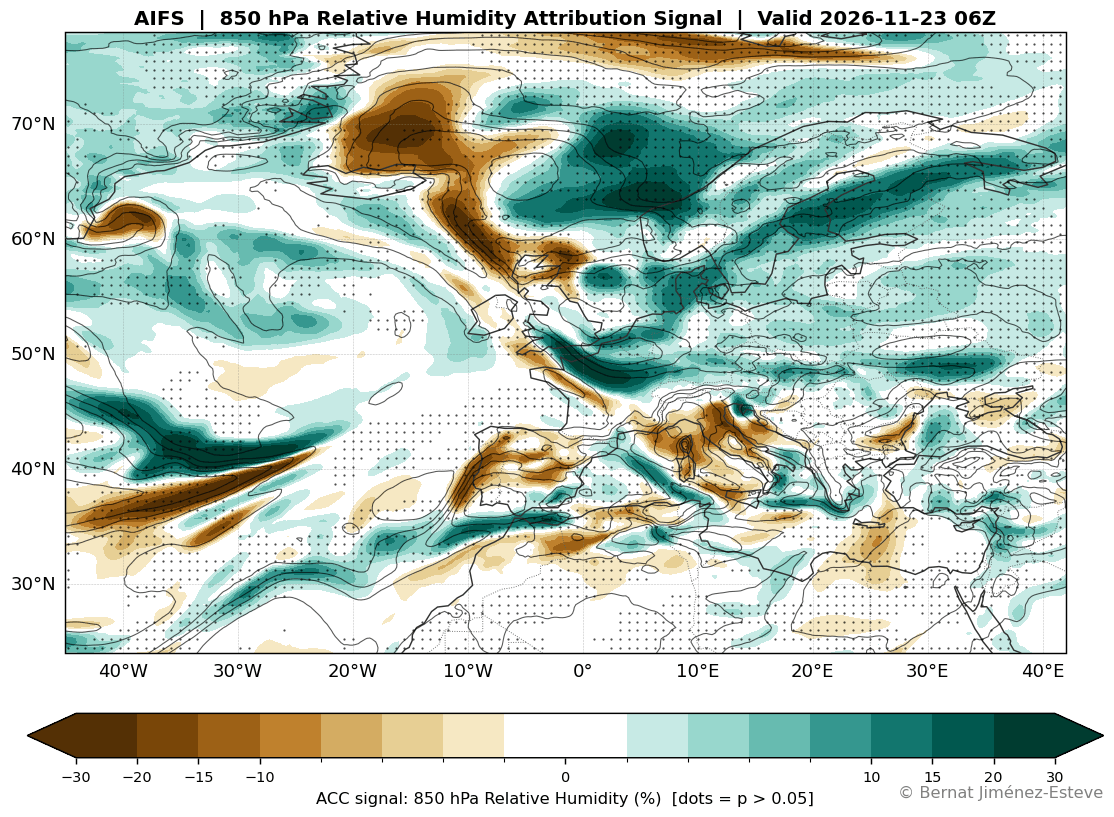 AIFS | 850 hPa Relative Humidity Attribution Signal | Valid 2026-11-23 06Z
70°N
60°N
50°N
40°N
30°N
40°W 30°W 20°W 10°W 0° 10°E 20°E 30°E 40°E
−30 −20 −15 −10 0 10 15 20 30
ACC signal: 850 hPa Relative Humidity (%) [dots = p > 0.05]
© Bernat Jiménez-Esteve